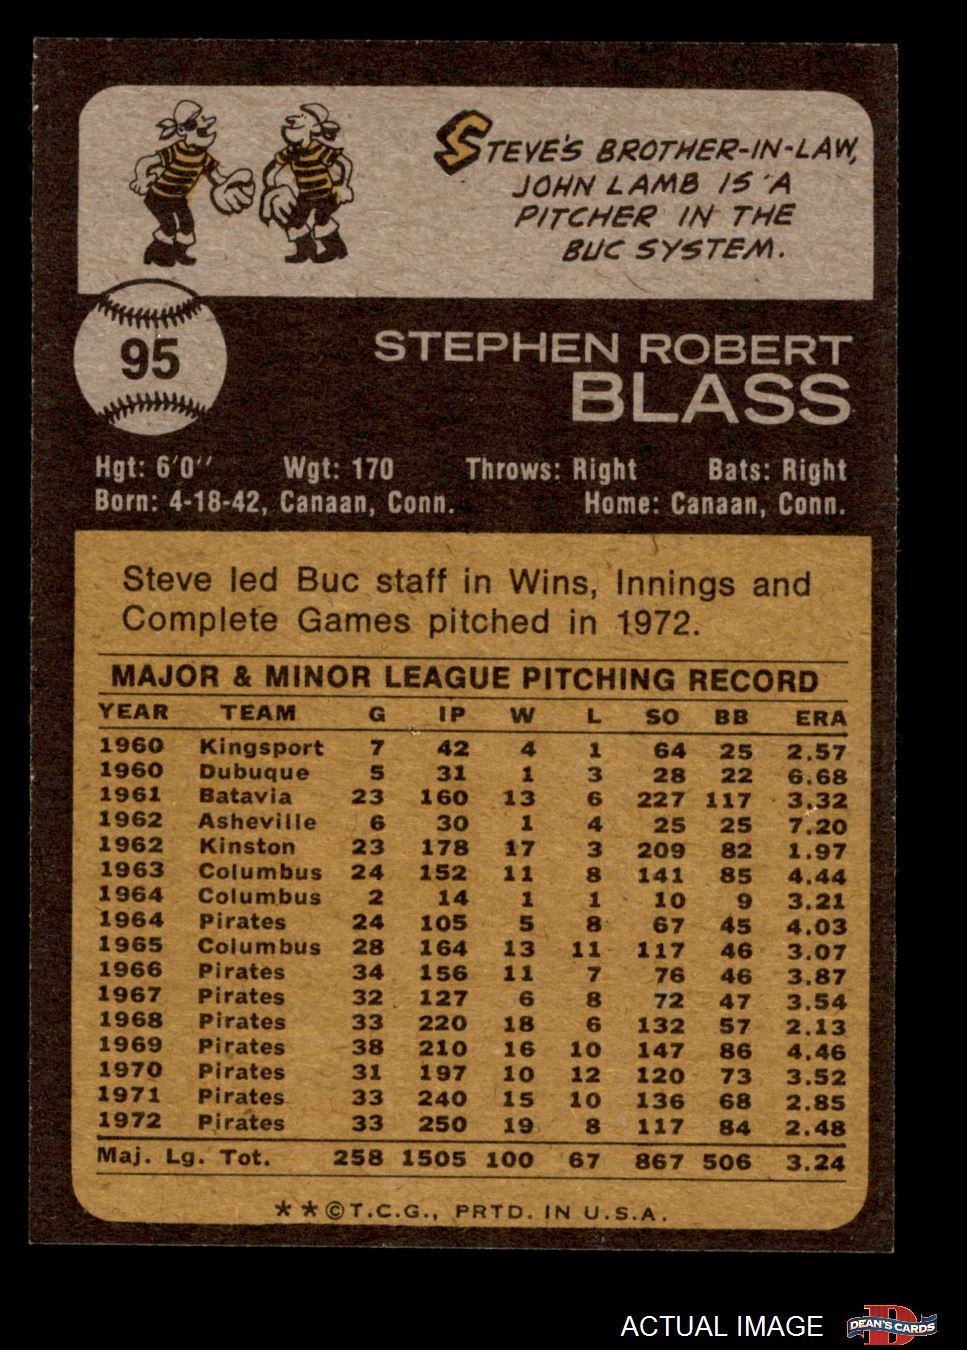 STEVE'S BROTHER-IN-LAW,
JOHN LAMB IS A
PITCHER IN THE
BUC SYSTEM.
95
STEPHEN ROBERT
BLASS
Hgt: 6'0'' Wgt: 170 Throws: Right Bats: Right
Born: 4-18-42, Canaan, Conn. Home: Canaan, Conn.
Steve led Buc staff in Wins, Innings and
Complete Games pitched in 1972.
MAJOR & MINOR LEAGUE PITCHING RECORD
YEAR TEAM G IP W L SO BB ERA
1960 Kingsport 7 42 4 1 64 25 2.57
1960 Dubuque 5 31 1 3 28 22 6.68
1961 Batavia 23 160 13 6 227 117 3.32
1962 Asheville 6 30 1 4 25 25 7.20
1962 Kinston 23 178 17 3 209 82 1.97
1963 Columbus 24 152 11 8 141 85 4.44
1964 Columbus 2 14 1 1 10 9 3.21
1964 Pirates 24 105 5 8 67 45 4.03
1965 Columbus 28 164 13 11 117 46 3.07
1966 Pirates 34 156 11 7 76 46 3.87
1967 Pirates 32 127 6 8 72 47 3.54
1968 Pirates 33 220 18 6 132 57 2.13
1969 Pirates 38 210 16 10 147 86 4.46
1970 Pirates 31 197 10 12 120 73 3.52
1971 Pirates 33 240 15 10 136 68 2.85
1972 Pirates 33 250 19 8 117 84 2.48
Maj. Lg. Tot. 258 1505 100 67 867 506 3.24
**©T.C.G., PRTD. IN U.S.A.
ACTUAL IMAGE
D
DEAN'S CARDS